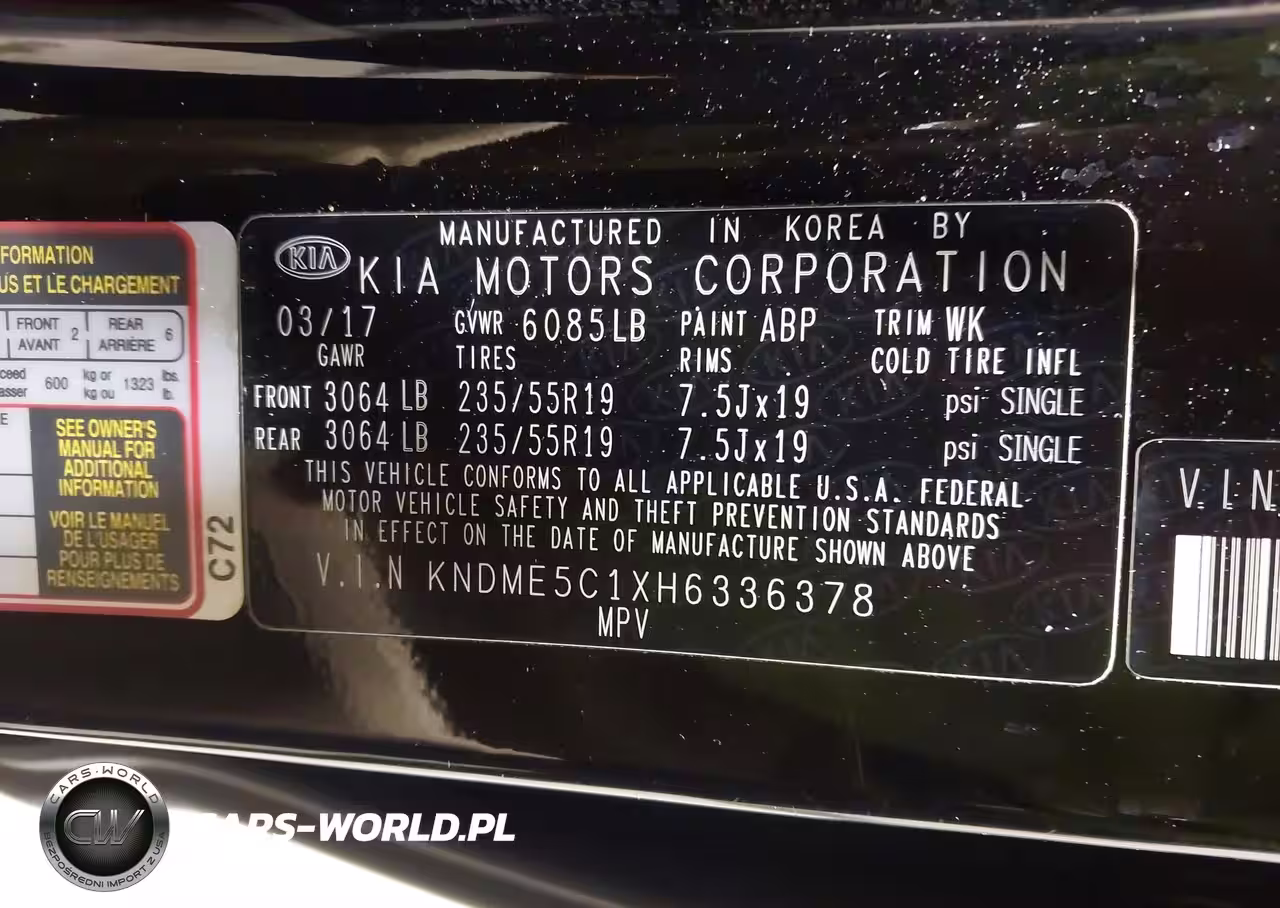 FORMATION
US ET LE CHARGEMENT
FRONT 2 REAR 6
AVANT ARRIÈRE
ceed 600 kg or 1323 lbs.
asser kg ou lb.
E
SEE OWNER'S
MANUAL FOR
ADDITIONAL
INFORMATION
VOIR LE MANUEL
DE L'USAGER
POUR PLUS DE
RENSEIGNEMENTS
C72
MANUFACTURED IN KOREA BY
KIA KIA MOTORS CORPORATION
03/17 GVWR 6085LB PAINT ABP TRIM WK
GAWR TIRES RIMS COLD TIRE INFL
FRONT 3064 LB 235/55R19 7.5Jx19 psi SINGLE
REAR 3064 LB 235/55R19 7.5Jx19 psi SINGLE
THIS VEHICLE CONFORMS TO ALL APPLICABLE U.S.A. FEDERAL
MOTOR VEHICLE SAFETY AND THEFT PREVENTION STANDARDS
IN EFFECT ON THE DATE OF MANUFACTURE SHOWN ABOVE
V.I.N KNDME5C1XH6336378
MPV
V.I.N
CARS-WORLD
CW
BEZPOŚREDNI IMPORT Z USA
CARS-WORLD.PL